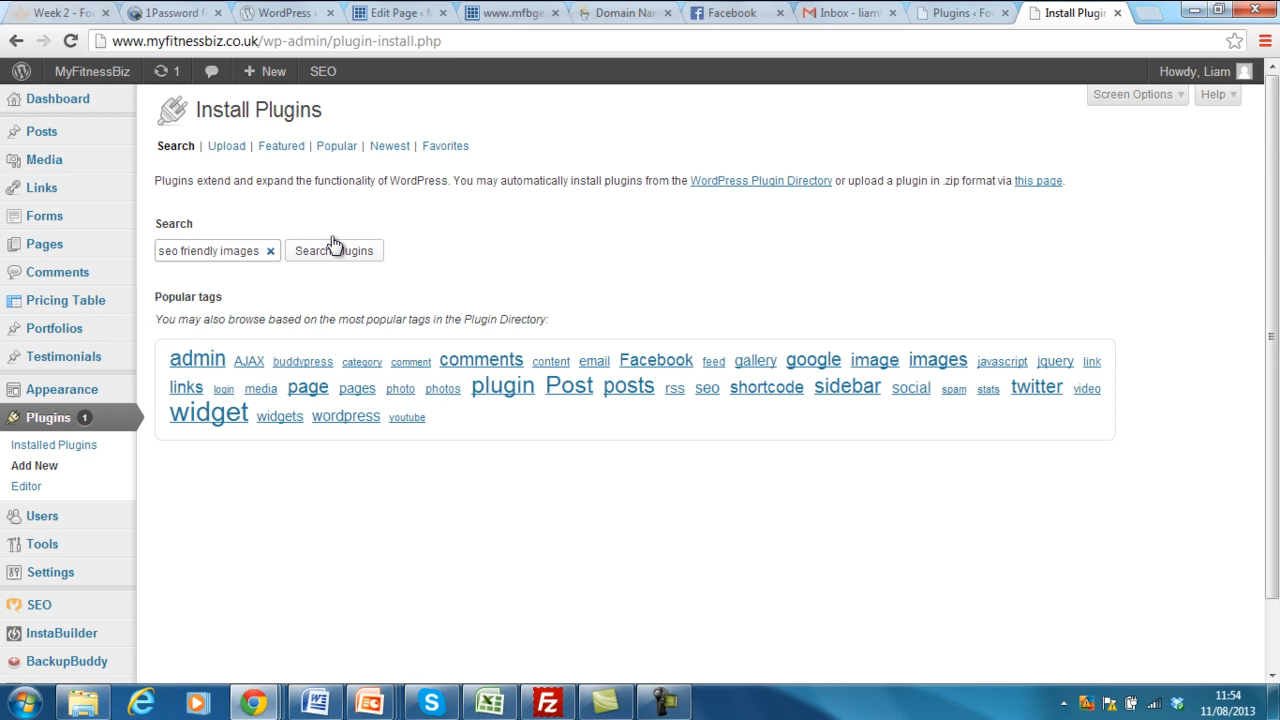 Week 2 - Fo
1Password f
WordPress ‹
Edit Page ‹ M
www.mfbge
Domain Nar
Facebook
Inbox - liaml
Plugins ‹ Fo
Install Plugin
www.myfitnessbiz.co.uk/wp-admin/plugin-install.php
MyFitnessBiz 1 + New SEO Howdy, Liam
Screen Options Help
Install Plugins
Search | Upload | Featured | Popular | Newest | Favorites
Plugins extend and expand the functionality of WordPress. You may automatically install plugins from the WordPress Plugin Directory or upload a plugin in .zip format via this page.
Search
seo friendly images × Search Plugins
Popular tags
You may also browse based on the most popular tags in the Plugin Directory:
admin AJAX buddypress category comment comments content email Facebook feed gallery google image images javascript jquery link
links login media page pages photo photos plugin Post posts rss seo shortcode sidebar social spam stats twitter video
widget widgets wordpress youtube
Dashboard
Posts
Media
Links
Forms
Pages
Comments
Pricing Table
Portfolios
Testimonials
Appearance
Plugins 1
Installed Plugins
Add New
Editor
Users
Tools
Settings
SEO
InstaBuilder
BackupBuddy
11:54
11/08/2013